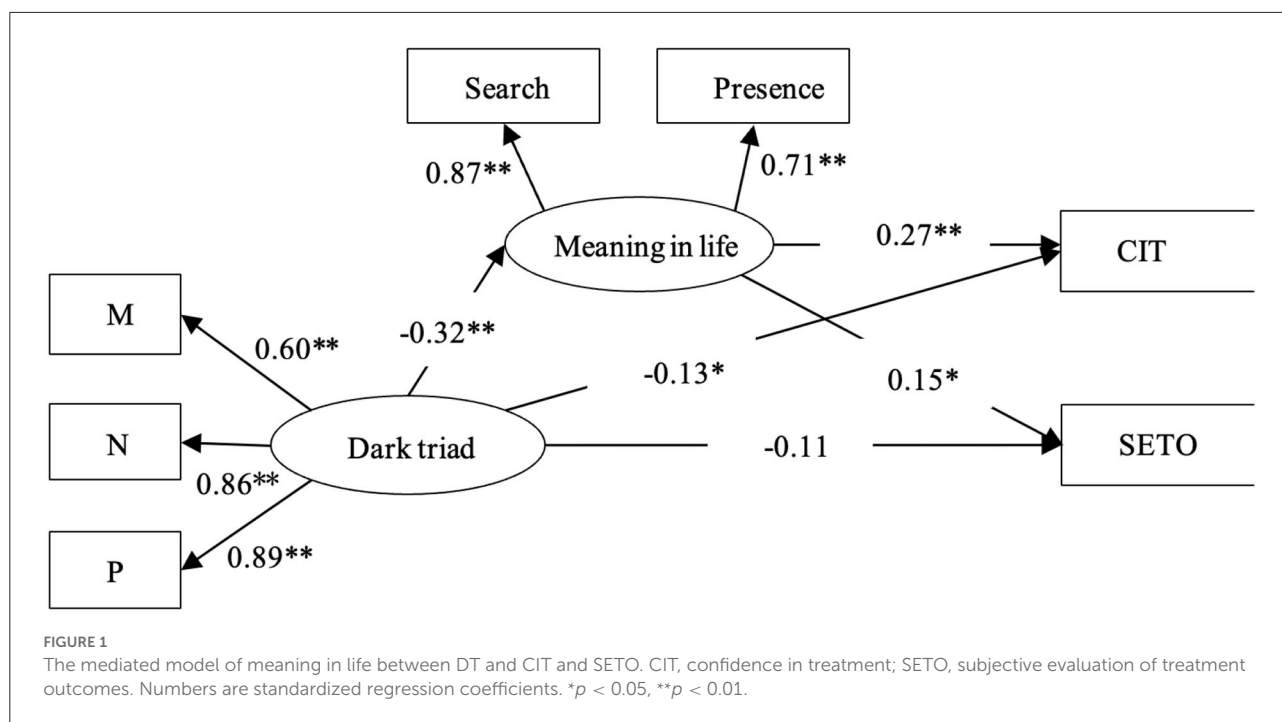 Search
Presence
0.87**
0.71**
Meaning in life
0.27**
CIT
M
0.60**
-0.32**
-0.13*
0.15*
N
0.86**
Dark triad
-0.11
SETO
P
0.89**
FIGURE 1
The mediated model of meaning in life between DT and CIT and SETO. CIT, confidence in treatment; SETO, subjective evaluation of treatment
outcomes. Numbers are standardized regression coefficients. *p < 0.05, **p < 0.01.